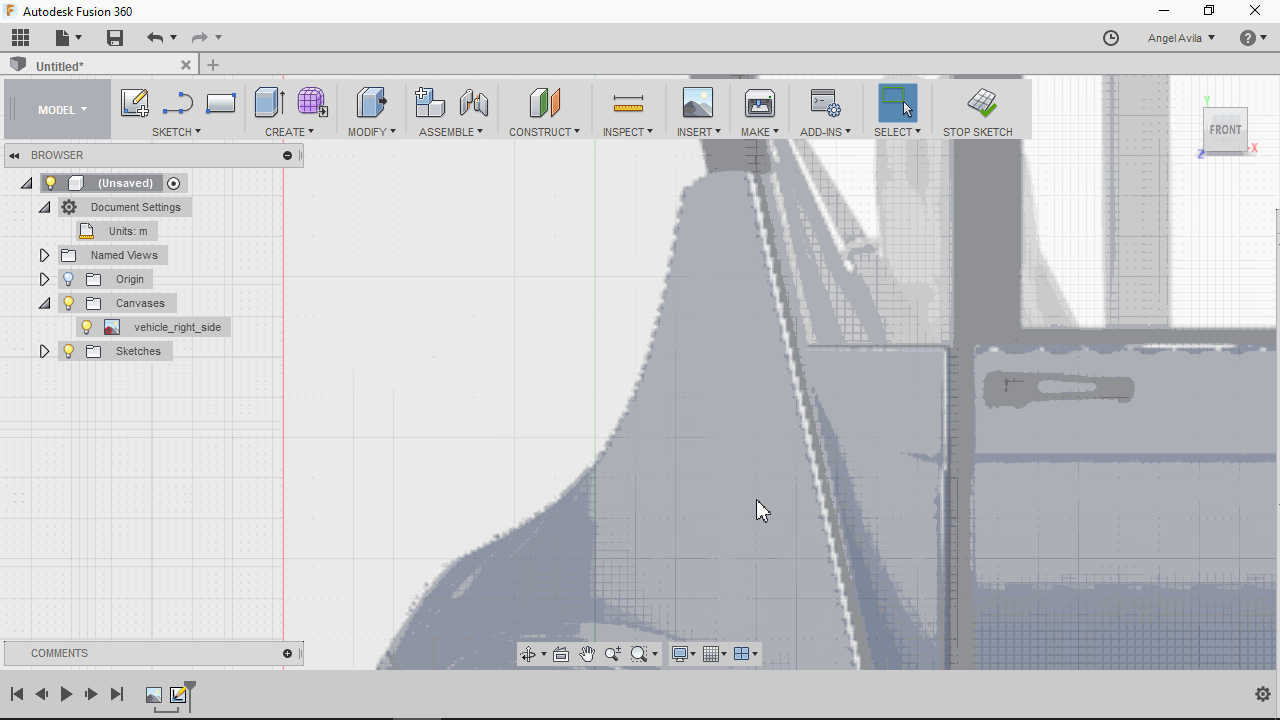 Autodesk Fusion 360
Angel Avila
Untitled*
MODEL
SKETCH
CREATE
MODIFY
ASSEMBLE
CONSTRUCT
INSPECT
INSERT
MAKE
ADD-INS
SELECT
STOP SKETCH
Y
FRONT
Z
X
BROWSER
(Unsaved)
Document Settings
Units: m
Named Views
Origin
Canvases
vehicle_right_side
Sketches
COMMENTS